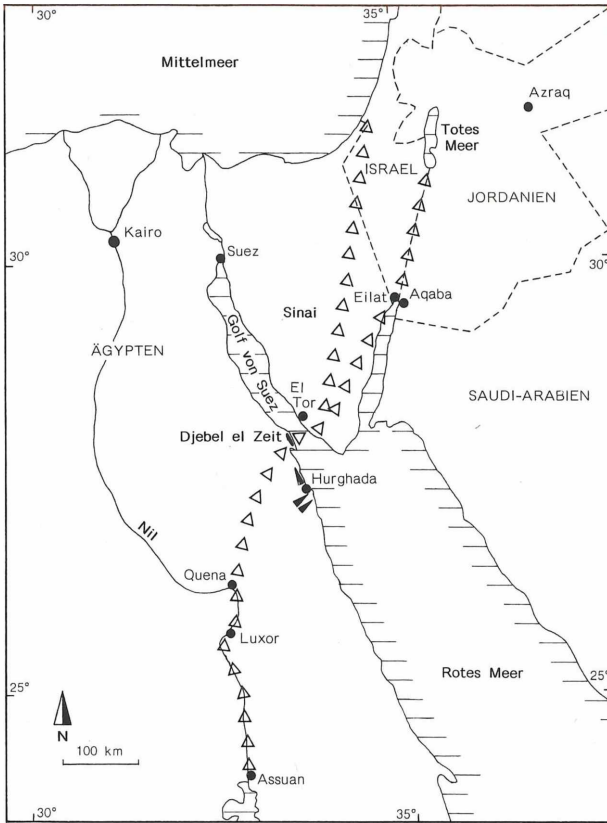 30°
35°
Mittelmeer
Azraq
Totes
Meer
ISRAEL
JORDANIEN
Kairo
30°
Suez
30°
Eilat
Aqaba
Sinai
Golf von Suez
ÄGYPTEN
El
Tor
SAUDI-ARABIEN
Djebel el Zeit
Hurghada
Nil
Quena
Luxor
Rotes Meer
25°
25°
N
100 km
Assuan
30°
35°